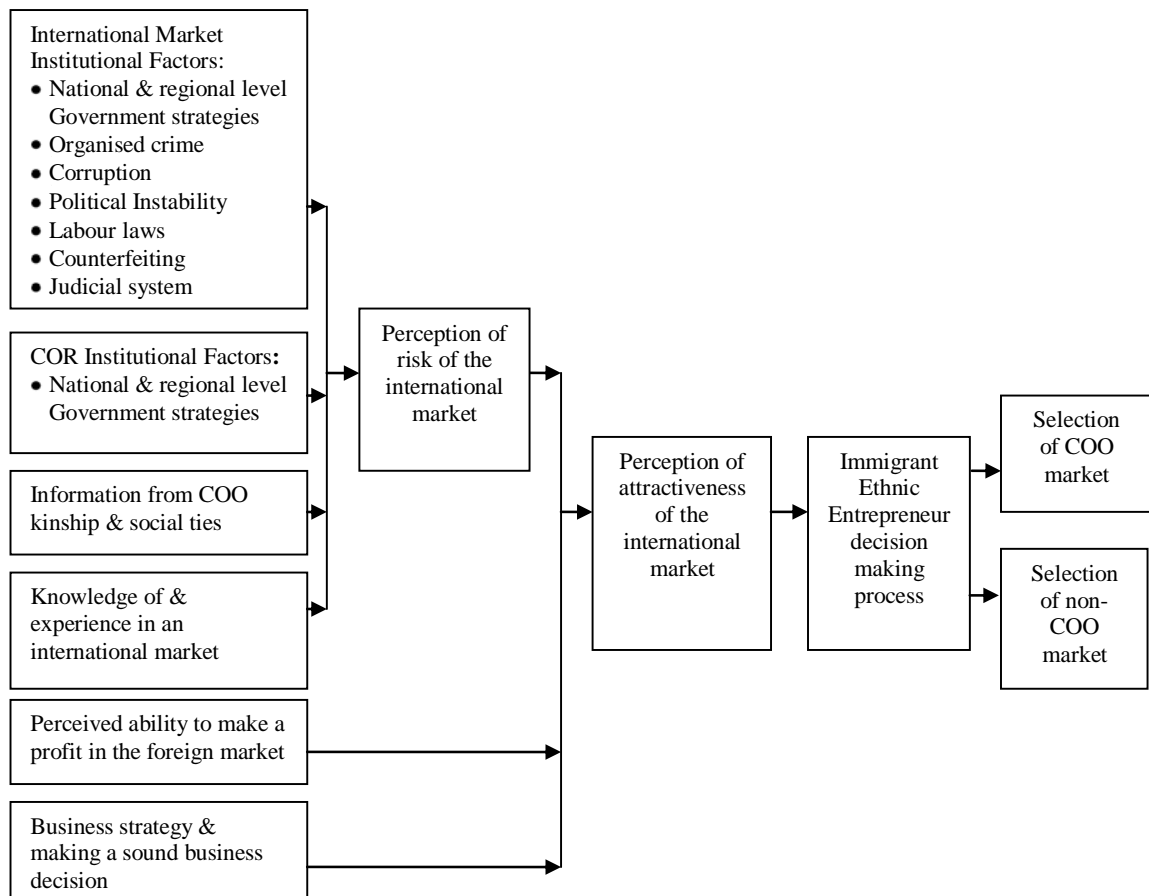 International Market
Institutional Factors:
• National & regional level
Government strategies
• Organised crime
• Corruption
• Political Instability
• Labour laws
• Counterfeiting
• Judicial system
COR Institutional Factors:
• National & regional level
Government strategies
Information from COO
kinship & social ties
Knowledge of &
experience in an
international market
Perceived ability to make a
profit in the foreign market
Business strategy &
making a sound business
decision
Perception of
risk of the
international
market
Perception of
attractiveness
of the
international
market
Immigrant
Ethnic
Entrepreneur
decision
making
process
Selection
of COO
market
Selection
of non-
COO
market